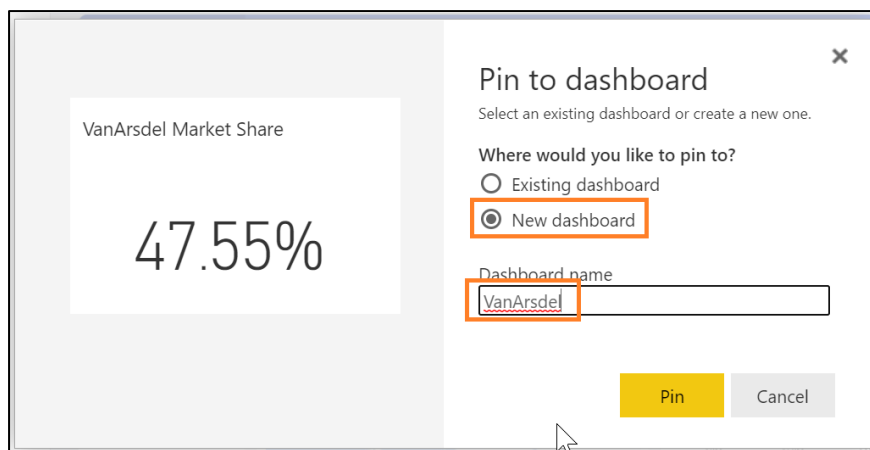 VanArsdel Market Share
47.55%
Pin to dashboard
Select an existing dashboard or create a new one.
Where would you like to pin to?
Existing dashboard
New dashboard
Dashboard name
VanArsdel
Pin
Cancel